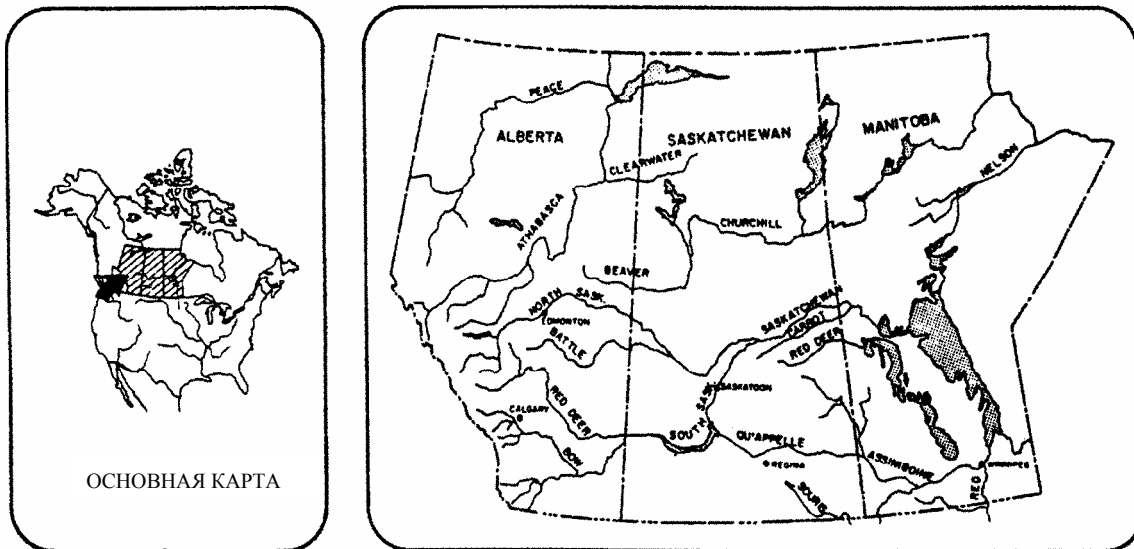 ОСНОВНАЯ КАРТА
PEACE
ALBERTA
SASKATCHEWAN
MANITOBA
CLEARWATER
NELSON
ATHABASCA
CHURCHILL
BEAVER
NORTH SASK.
EDMONTON
BATTLE
SASKATCHEWAN
CARROT
RED DEER
SOUTH SASK
SASKATOON
CALGARY
RED DEER
BOW
QU'APPELLE
REGINA
ASSINIBOINE
WINNIPEG
SOURIS
RED